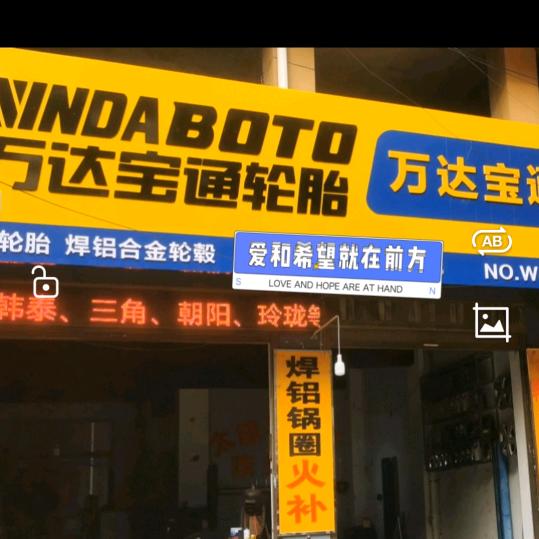 WINDABOTO
万达宝通轮胎
万达宝通
轮胎 焊铝合金轮毂
爱和希望就在前方
S LOVE AND HOPE ARE AT HAND N
NO.W
AB
韩泰、三角、朝阳、玲珑等
焊铝锅圈火补